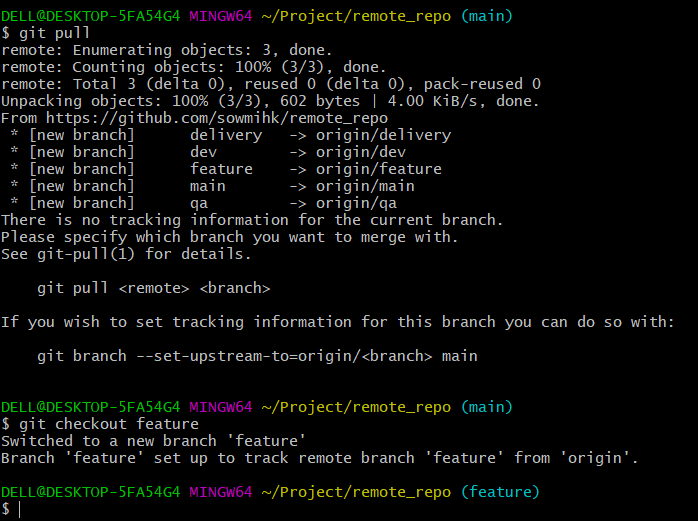 DELL@DESKTOP-5FA54G4 MINGW64 ~/Project/remote_repo (main)
$ git pull
remote: Enumerating objects: 3, done.
remote: Counting objects: 100% (3/3), done.
remote: Total 3 (delta 0), reused 0 (delta 0), pack-reused 0
Unpacking objects: 100% (3/3), 602 bytes | 4.00 KiB/s, done.
From https://github.com/sowmihk/remote_repo
 * [new branch]      delivery   -> origin/delivery
 * [new branch]      dev        -> origin/dev
 * [new branch]      feature    -> origin/feature
 * [new branch]      main       -> origin/main
 * [new branch]      qa         -> origin/qa
There is no tracking information for the current branch.
Please specify which branch you want to merge with.
See git-pull(1) for details.

    git pull <remote> <branch>

If you wish to set tracking information for this branch you can do so with:

    git branch --set-upstream-to=origin/<branch> main

DELL@DESKTOP-5FA54G4 MINGW64 ~/Project/remote_repo (main)
$ git checkout feature
Switched to a new branch 'feature'
Branch 'feature' set up to track remote branch 'feature' from 'origin'.

DELL@DESKTOP-5FA54G4 MINGW64 ~/Project/remote_repo (feature)
$